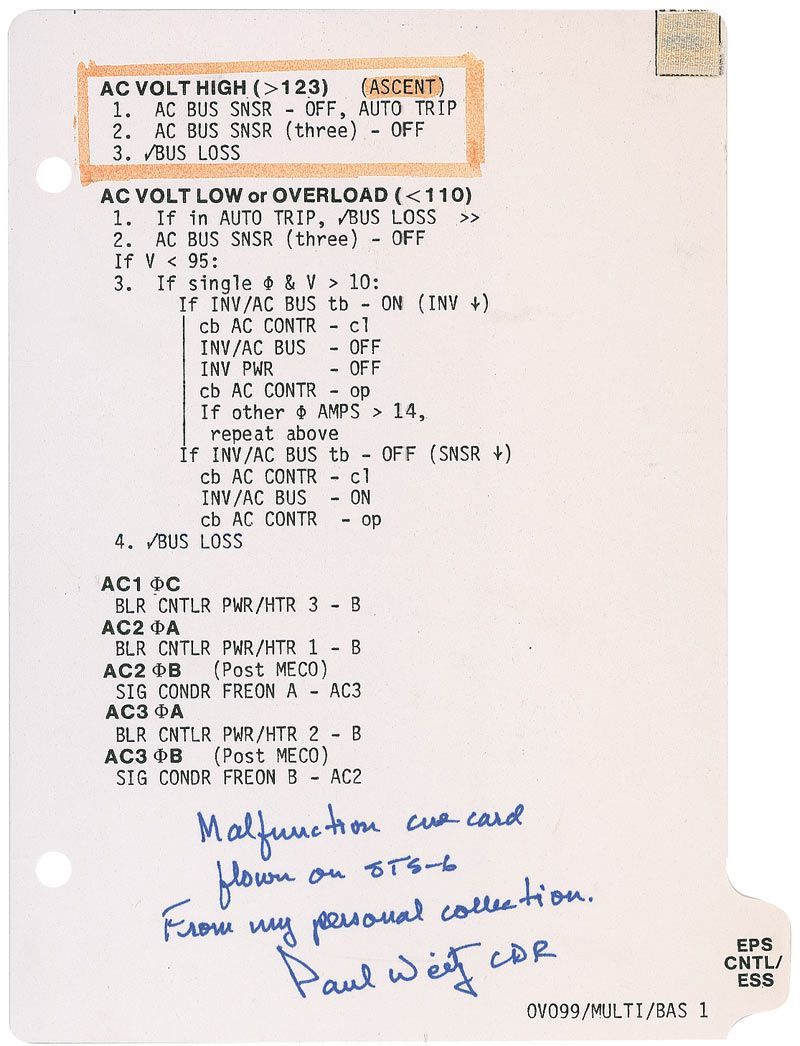 AC VOLT HIGH (>123) (ASCENT)
1. AC BUS SNSR - OFF, AUTO TRIP
2. AC BUS SNSR (three) - OFF
3. √BUS LOSS
AC VOLT LOW or OVERLOAD (<110)
1. If in AUTO TRIP, √BUS LOSS >>
2. AC BUS SNSR (three) - OFF
If V < 95:
3. If single Φ & V > 10:
If INV/AC BUS tb - ON (INV ↓)
cb AC CONTR - cl
INV/AC BUS - OFF
INV PWR - OFF
cb AC CONTR - op
If other Φ AMPS > 14,
repeat above
If INV/AC BUS tb - OFF (SNSR ↓)
cb AC CONTR - cl
INV/AC BUS - ON
cb AC CONTR - op
4. √BUS LOSS
AC1 ΦC
BLR CNTLR PWR/HTR 3 - B
AC2 ΦA
BLR CNTLR PWR/HTR 1 - B
AC2 ΦB (Post MECO)
SIG CONDR FREON A - AC3
AC3 ΦA
BLR CNTLR PWR/HTR 2 - B
AC3 ΦB (Post MECO)
SIG CONDR FREON B - AC2
Malfunction cue card
flown on STS-6
From my personal collection.
Paul Weitz CDR
EPS
CNTL/
ESS
OVO99/MULTI/BAS 1